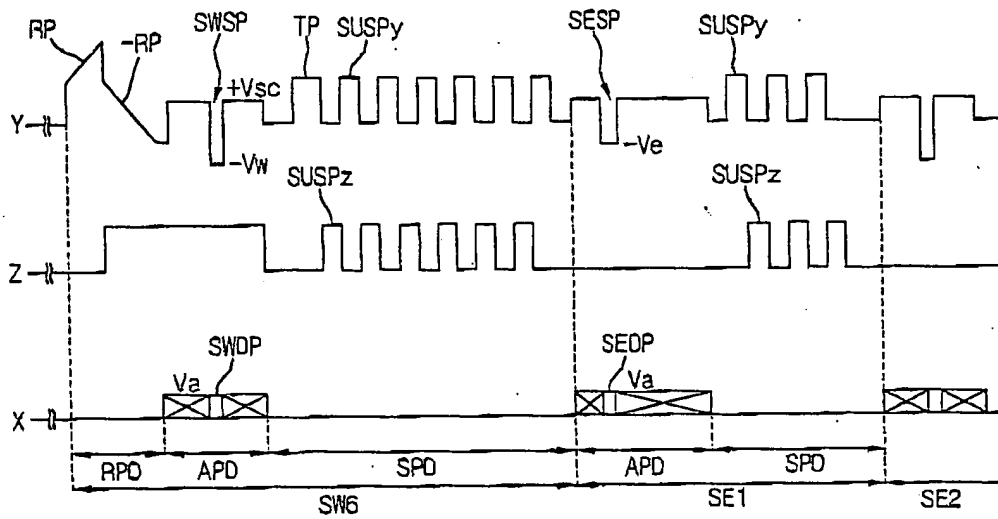 RP
-RP
SWSP
TP
SUSPy
SESP
SUSPy
+Vsc
Y
-Vw
-Ve
SUSPz
SUSPz
Z
SWDP
SEDP
Va
Va
X
RPD
APD
SPD
APD
SPD
SW6
SE1
SE2